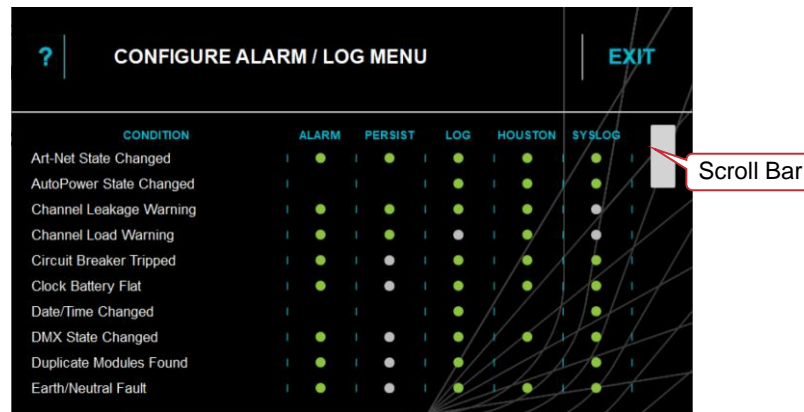 ? CONFIGURE ALARM / LOG MENU EXIT
CONDITION ALARM PERSIST LOG HOUSTON SYSLOG
Art-Net State Changed
Scroll Bar
AutoPower State Changed
Channel Leakage Warning
Channel Load Warning
Circuit Breaker Tripped
Clock Battery Flat
Date/Time Changed
DMX State Changed
Duplicate Modules Found
Earth/Neutral Fault